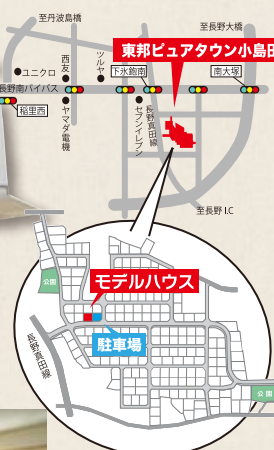 至丹波島橋
至長野大橋
東邦ピュアタウン小島田
ユニクロ
西友
ツルヤ
下氷鉋南
南大塚
長野南バイパス
稲里西
ヤマダ電機
セブンイレブン
長野真田線
至長野 I.C
公園
モデルハウス
駐車場
長野真田線
公園